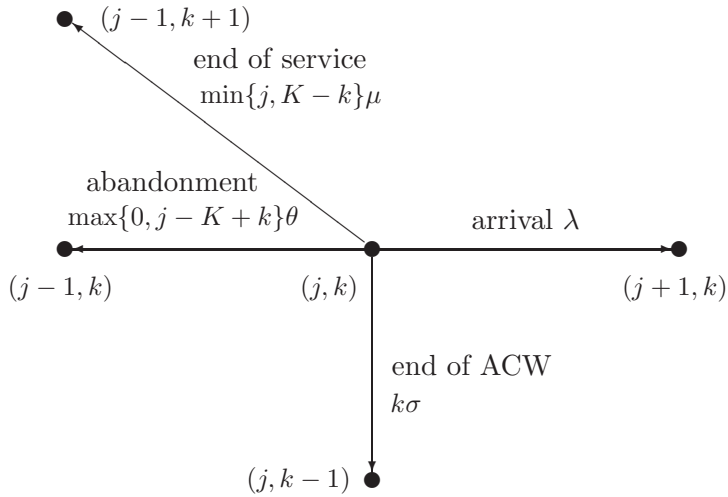 (j − 1, k + 1)
end of service
min{j, K − k}μ
abandonment
max{0, j − K + k}θ
arrival λ
(j − 1, k)
(j, k)
(j + 1, k)
end of ACW
kσ
(j, k − 1)